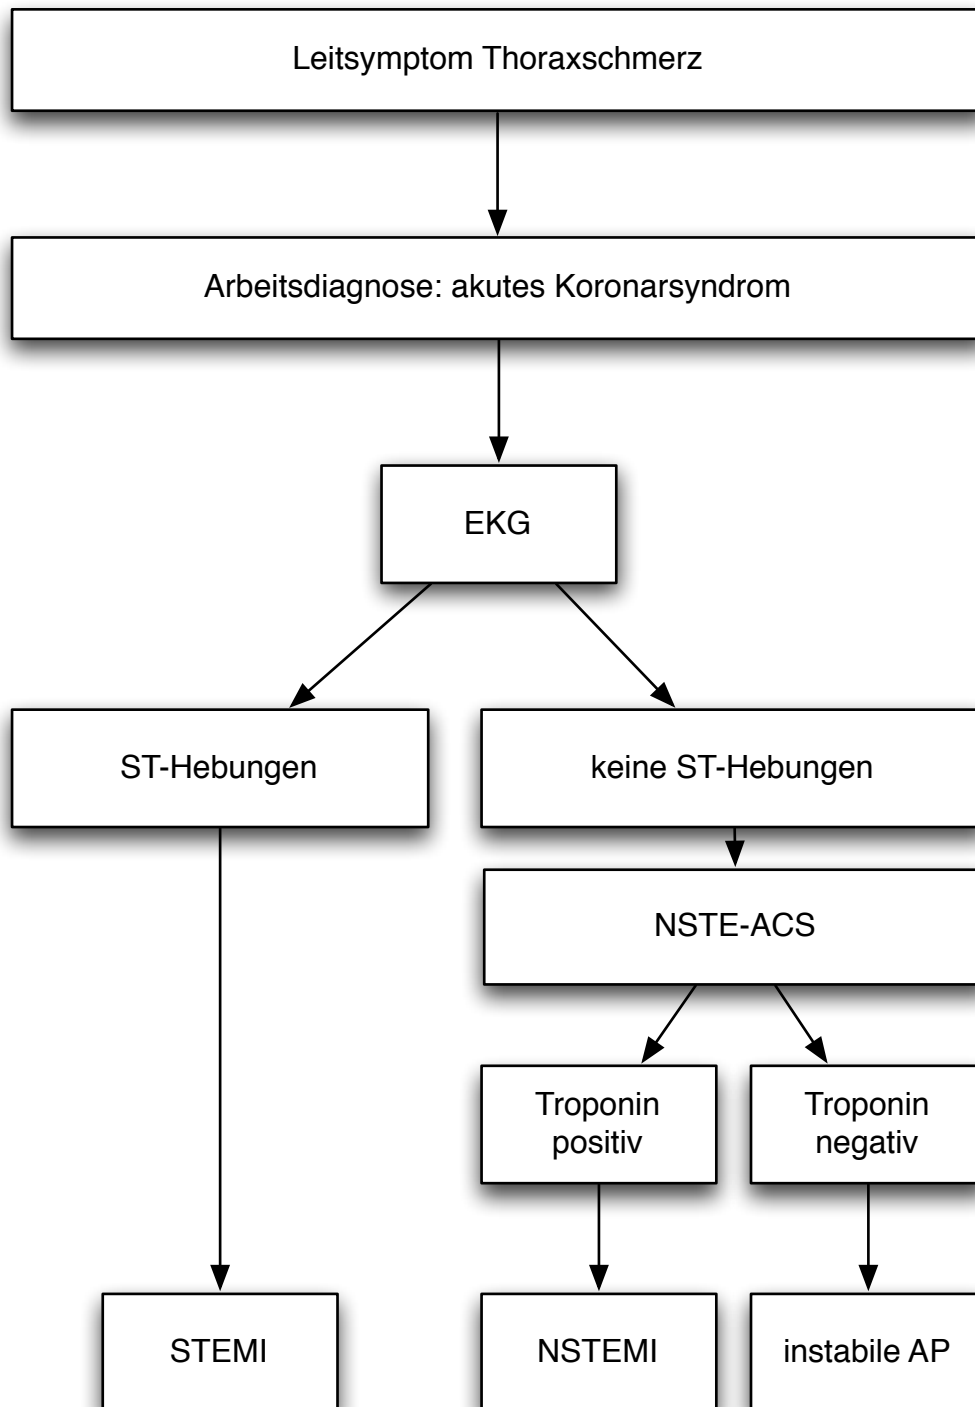 Leitsymptom Thoraxschmerz
Arbeitsdiagnose: akutes Koronarsyndrom
EKG
ST-Hebungen
keine ST-Hebungen
NSTE-ACS
Troponin
positiv
Troponin
negativ
STEMI
NSTEMI
instabile AP